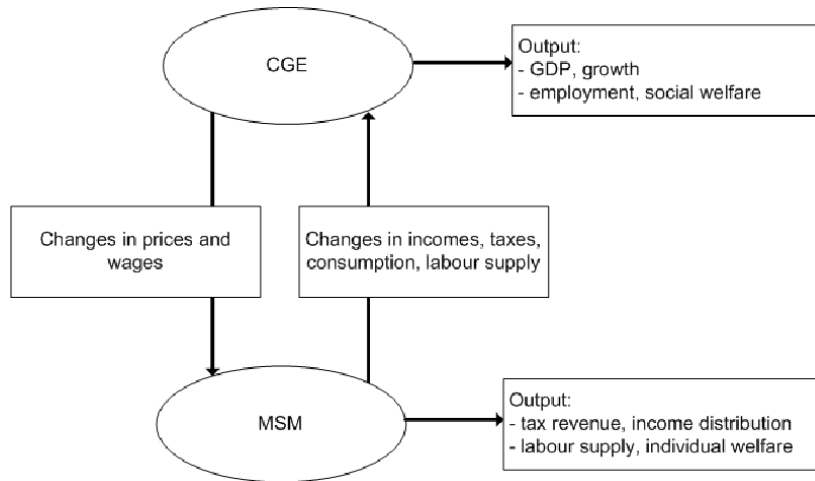 CGE
Output:
- GDP, growth
- employment, social welfare
Changes in prices and
wages
Changes in incomes, taxes,
consumption, labour supply
MSM
Output:
- tax revenue, income distribution
- labour supply, individual welfare